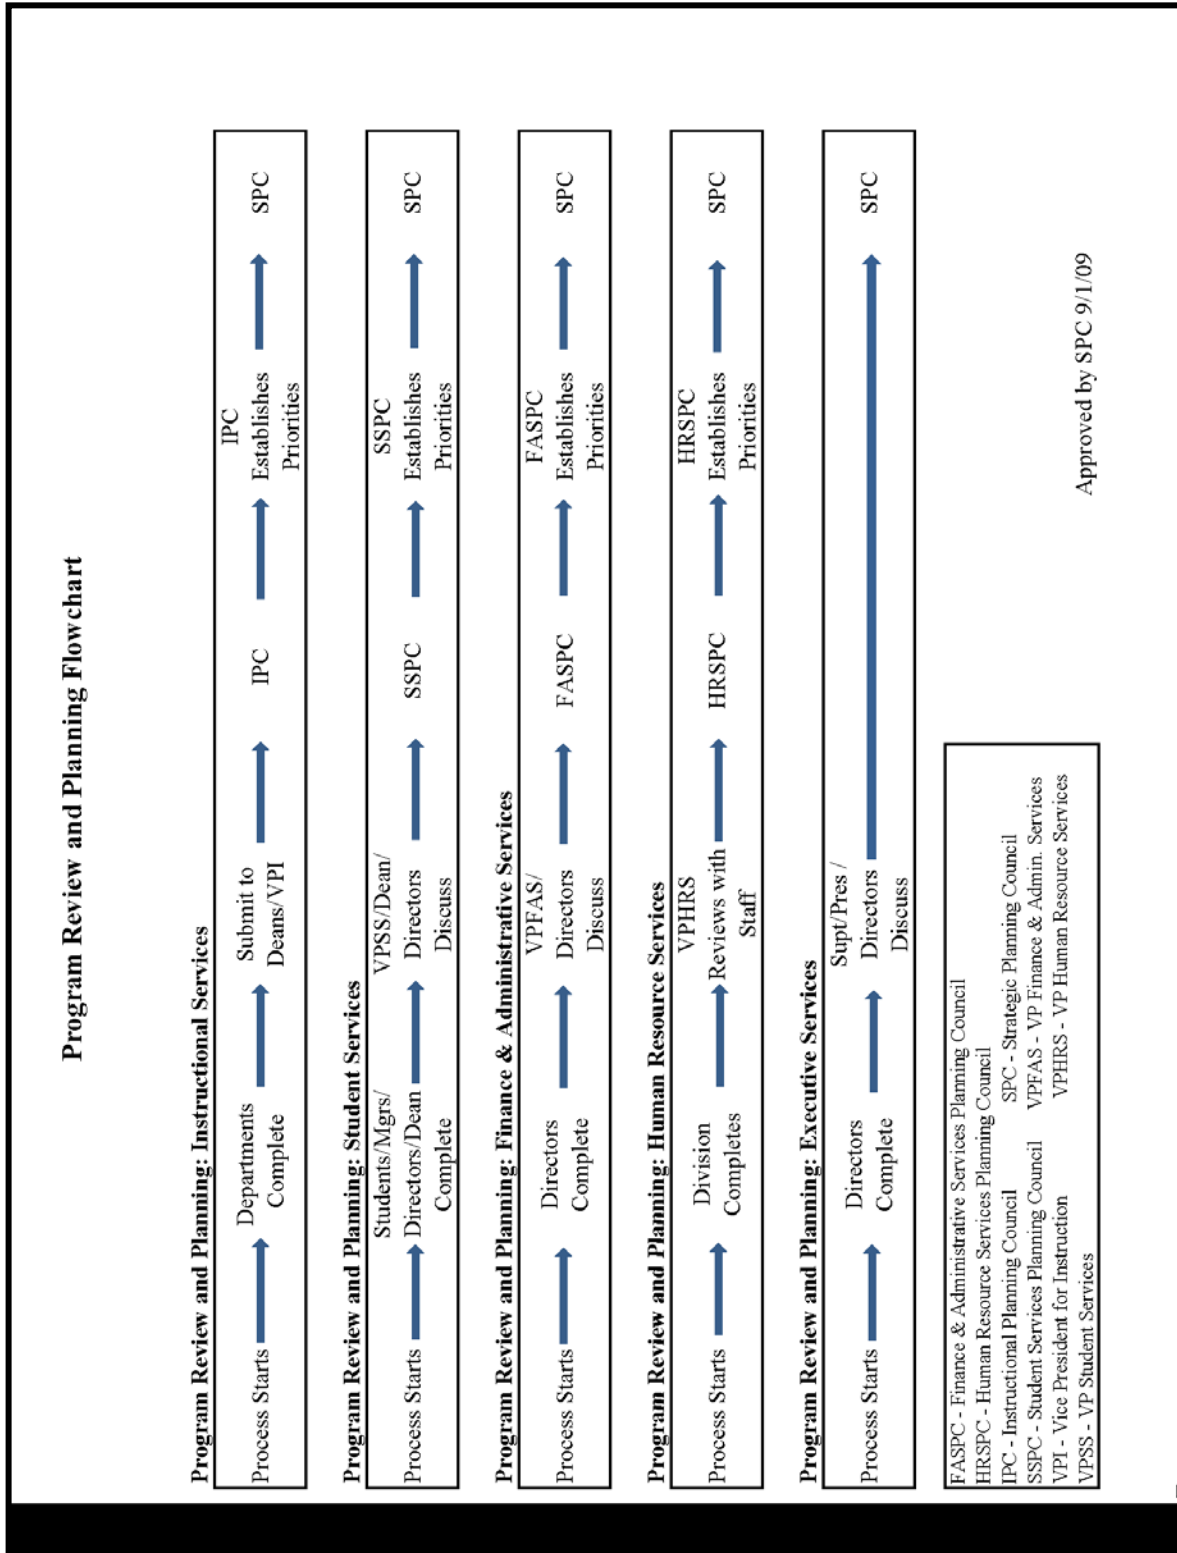 Program Review and Planning Flowchart
Program Review and Planning: Instructional Services
Process Starts
Departments
Complete
Submit to
Deans/VPI
IPC
IPC
Establishes
Priorities
SPC
Program Review and Planning: Student Services
Process Starts
Students/Mgrs/
Directors/Dean
Complete
VPSS/Dean/
Directors
Discuss
SSPC
SSPC
Establishes
Priorities
SPC
Program Review and Planning: Finance & Administrative Services
Process Starts
Directors
Complete
VPFAS/
Directors
Discuss
FASPC
FASPC
Establishes
Priorities
SPC
Program Review and Planning: Human Resource Services
Process Starts
Division
Completes
VPHRS
Reviews with
Staff
HRSPC
HRSPC
Establishes
Priorities
SPC
Program Review and Planning: Executive Services
Process Starts
Directors
Complete
Supt/Pres /
Directors
Discuss
SPC
FASPC - Finance & Administrative Services Planning Council
HRSPC - Human Resource Services Planning Council
IPC - Instructional Planning Council SPC - Strategic Planning Council
SSPC - Student Services Planning Council VPFAS - VP Finance & Admin. Services
VPI - Vice President for Instruction VPHRS - VP Human Resource Services
VPSS - VP Student Services
Approved by SPC 9/1/09